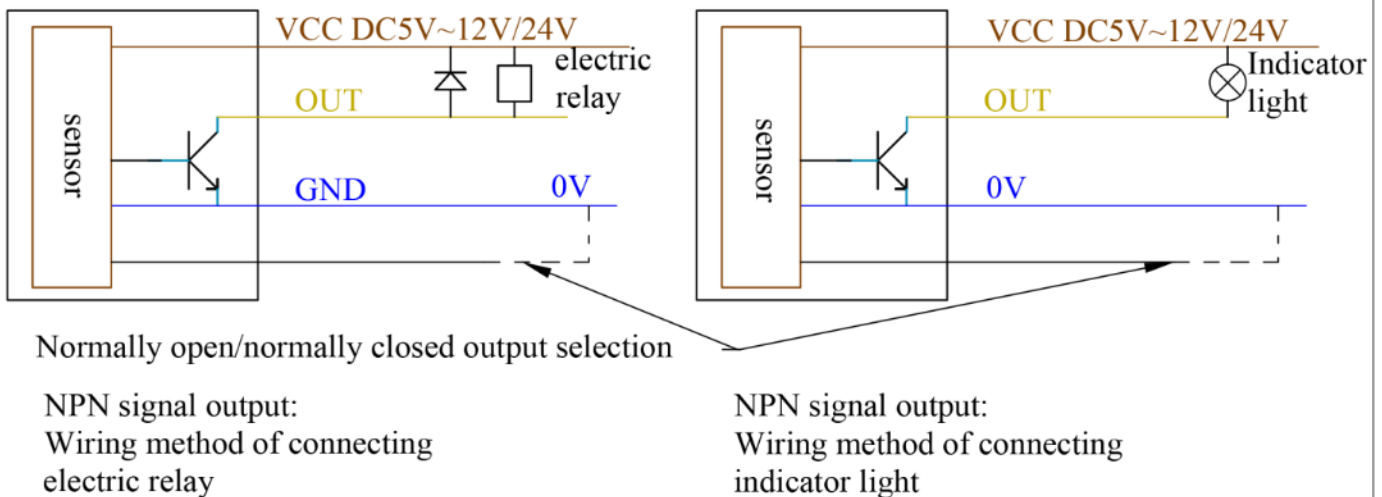 VCC DC5V~12V/24V
electric
relay
OUT
sensor
GND
0V
VCC DC5V~12V/24V
Indicator
light
OUT
sensor
0V
Normally open/normally closed output selection
NPN signal output:
Wiring method of connecting
electric relay
NPN signal output:
Wiring method of connecting
indicator light